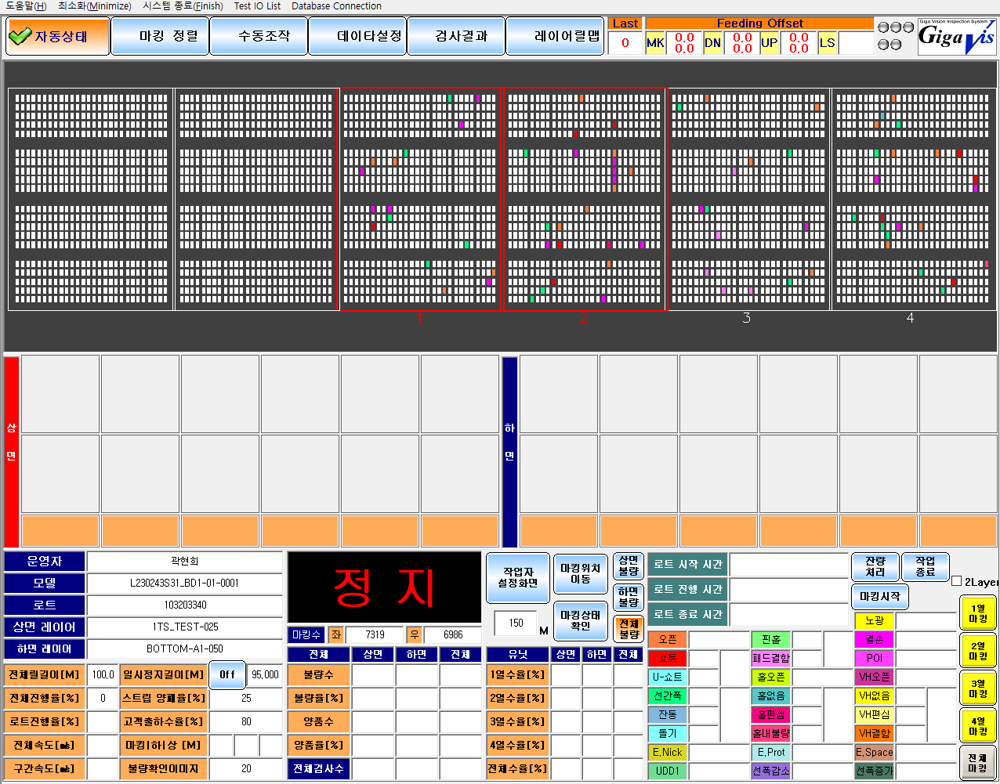 도움말(H) 최소화(Minimize) 시스템 종료(Finish) Test IO List Database Connection
자동상태 마킹 정렬 수동조작 데이타설정 검사결과 레이어릴맵
Last Feeding Offset
0 MK 0.0 0.0 DN 0.0 0.0 UP 0.0 0.0 LS
Giga Vision Inspection System
GigaVis
1 2 3 4
상면
하면
운영자 곽현희
모델 L230243S31_BD1-01-0001
로트 103203340
상면 레이어 1TS_TEST-025
하면 레이어 BOTTOM-A1-050
전체릴길이[M] 100,0 일시정지길이[M] Off 95,000
전체진행율[%] 0 스트립 양폐율[%] 25
로트진행율[%] 고객출하수율[%] 80
전체속도[㎧] 마킹|하|상 [M]
구간속도[㎧] 불량확인이미지 20
정지
마킹수 좌 7319 우 6986
전체 상면 하면 전체
불량수
불량율[%]
양품수
양품율[%]
전체검사수
작업자
설정화면
마킹위치
이동
150 M
마킹상태
확인
상면
불량
하면
불량
전체
불량
유닛 상면 하면 전체
1열수율[%]
2열수율[%]
3열수율[%]
4열수율[%]
전체수율[%]
로트 시작 시간
로트 진행 시간
로트 종료 시간
잔량
처리
작업
종료
마킹시작
2Layer
노광
오픈 핀홀 결손
쇼트 패드결합 POI
U-쇼트 홀오픈 VH오픈
선간폭 홀없음 VH없음
잔동 홀편심 VH편심
돌기 홀내불량 VH결합
E,Nick E,Prot E,Space
UDD1 선폭감소 선폭증가
1열
마킹
2열
마킹
3열
마킹
4열
마킹
전체
마킹